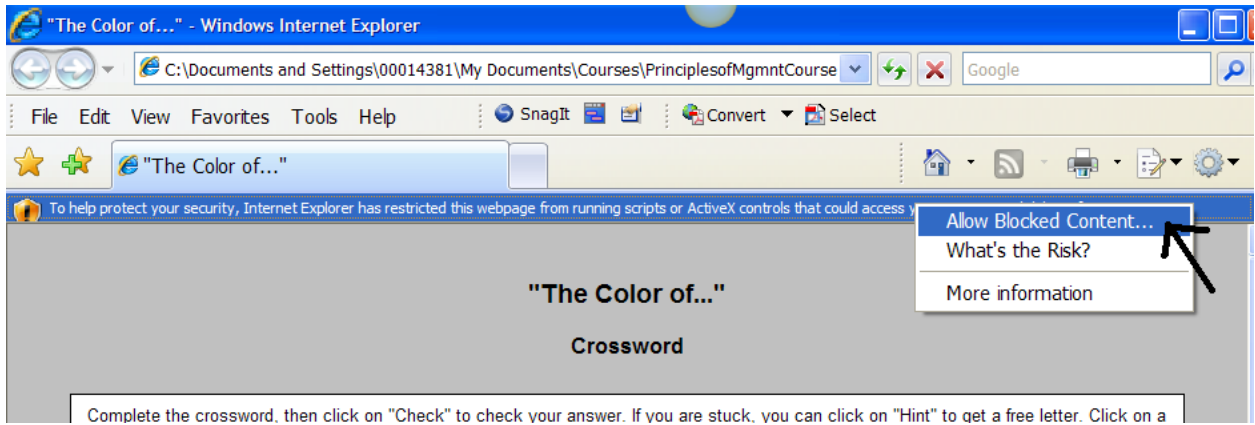 "The Color of..." - Windows Internet Explorer
C:\Documents and Settings\00014381\My Documents\Courses\PrinciplesofMgmntCourse
Google
File Edit View Favorites Tools Help SnagIt Convert Select
"The Color of..."
To help protect your security, Internet Explorer has restricted this webpage from running scripts or ActiveX controls that could access
Allow Blocked Content...
What's the Risk?
More information
"The Color of..."
Crossword
Complete the crossword, then click on "Check" to check your answer. If you are stuck, you can click on "Hint" to get a free letter. Click on a